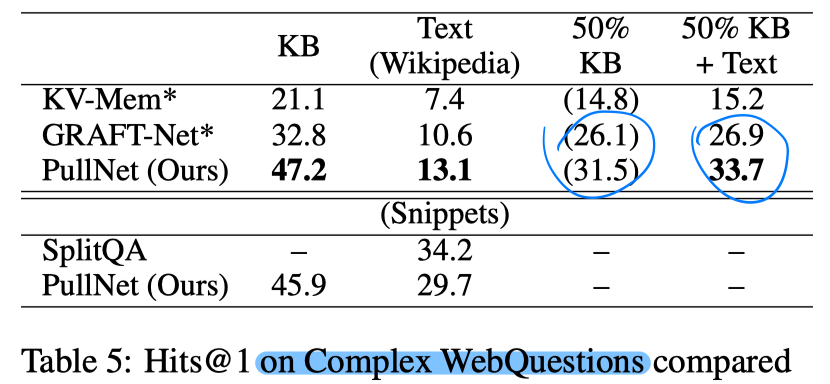 KB Text (Wikipedia) 50% KB 50% KB + Text
KV-Mem* 21.1 7.4 (14.8) 15.2
GRAFT-Net* 32.8 10.6 (26.1) 26.9
PullNet (Ours) 47.2 13.1 (31.5) 33.7
(Snippets)
SplitQA – 34.2 – –
PullNet (Ours) 45.9 29.7 – –
Table 5: Hits@1 on Complex WebQuestions compared